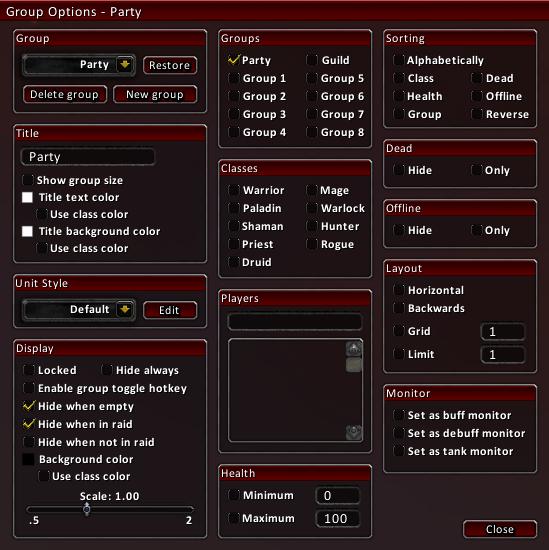 Group Options - Party
Group
Party
Restore
Delete group
New group
Title
Party
Show group size
Title text color
Use class color
Title background color
Use class color
Unit Style
Default
Edit
Display
Locked
Hide always
Enable group toggle hotkey
Hide when empty
Hide when in raid
Hide when not in raid
Background color
Use class color
Scale: 1.00
.5
2
Groups
Party
Guild
Group 1
Group 5
Group 2
Group 6
Group 3
Group 7
Group 4
Group 8
Classes
Warrior
Mage
Paladin
Warlock
Shaman
Hunter
Priest
Rogue
Druid
Players
Health
Minimum
0
Maximum
100
Sorting
Alphabetically
Class
Dead
Health
Offline
Group
Reverse
Dead
Hide
Only
Offline
Hide
Only
Layout
Horizontal
Backwards
Grid
1
Limit
1
Monitor
Set as buff monitor
Set as debuff monitor
Set as tank monitor
Close